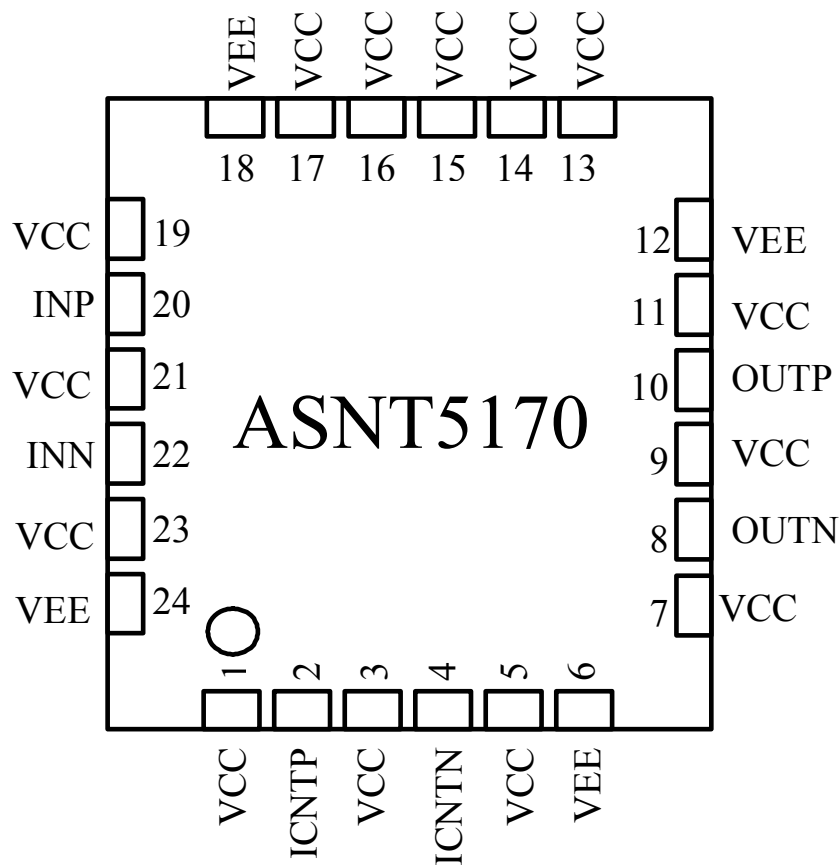 VEE VCC VCC VCC VCC VCC
18 17 16 15 14 13
VCC 19 12 VEE
INP 20 11 VCC
VCC 21 10 OUTP
ASNT5170
INN 22 9 VCC
VCC 23 8 OUTN
VEE 24 7 VCC
1 2 3 4 5 6
VCC ICNTP VCC ICNTN VCC VEE